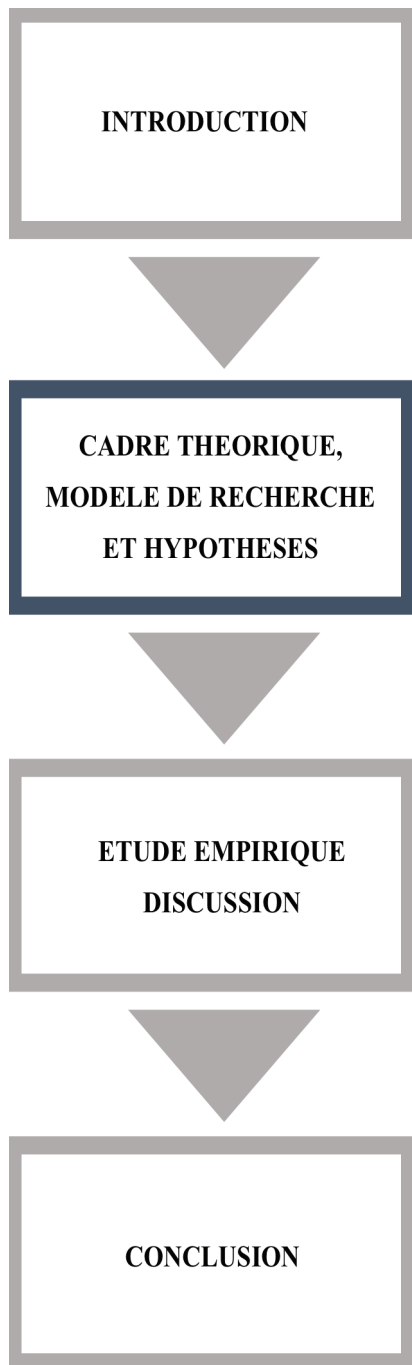 INTRODUCTION
CADRE THEORIQUE,
MODELE DE RECHERCHE
ET HYPOTHESES
ETUDE EMPIRIQUE
DISCUSSION
CONCLUSION